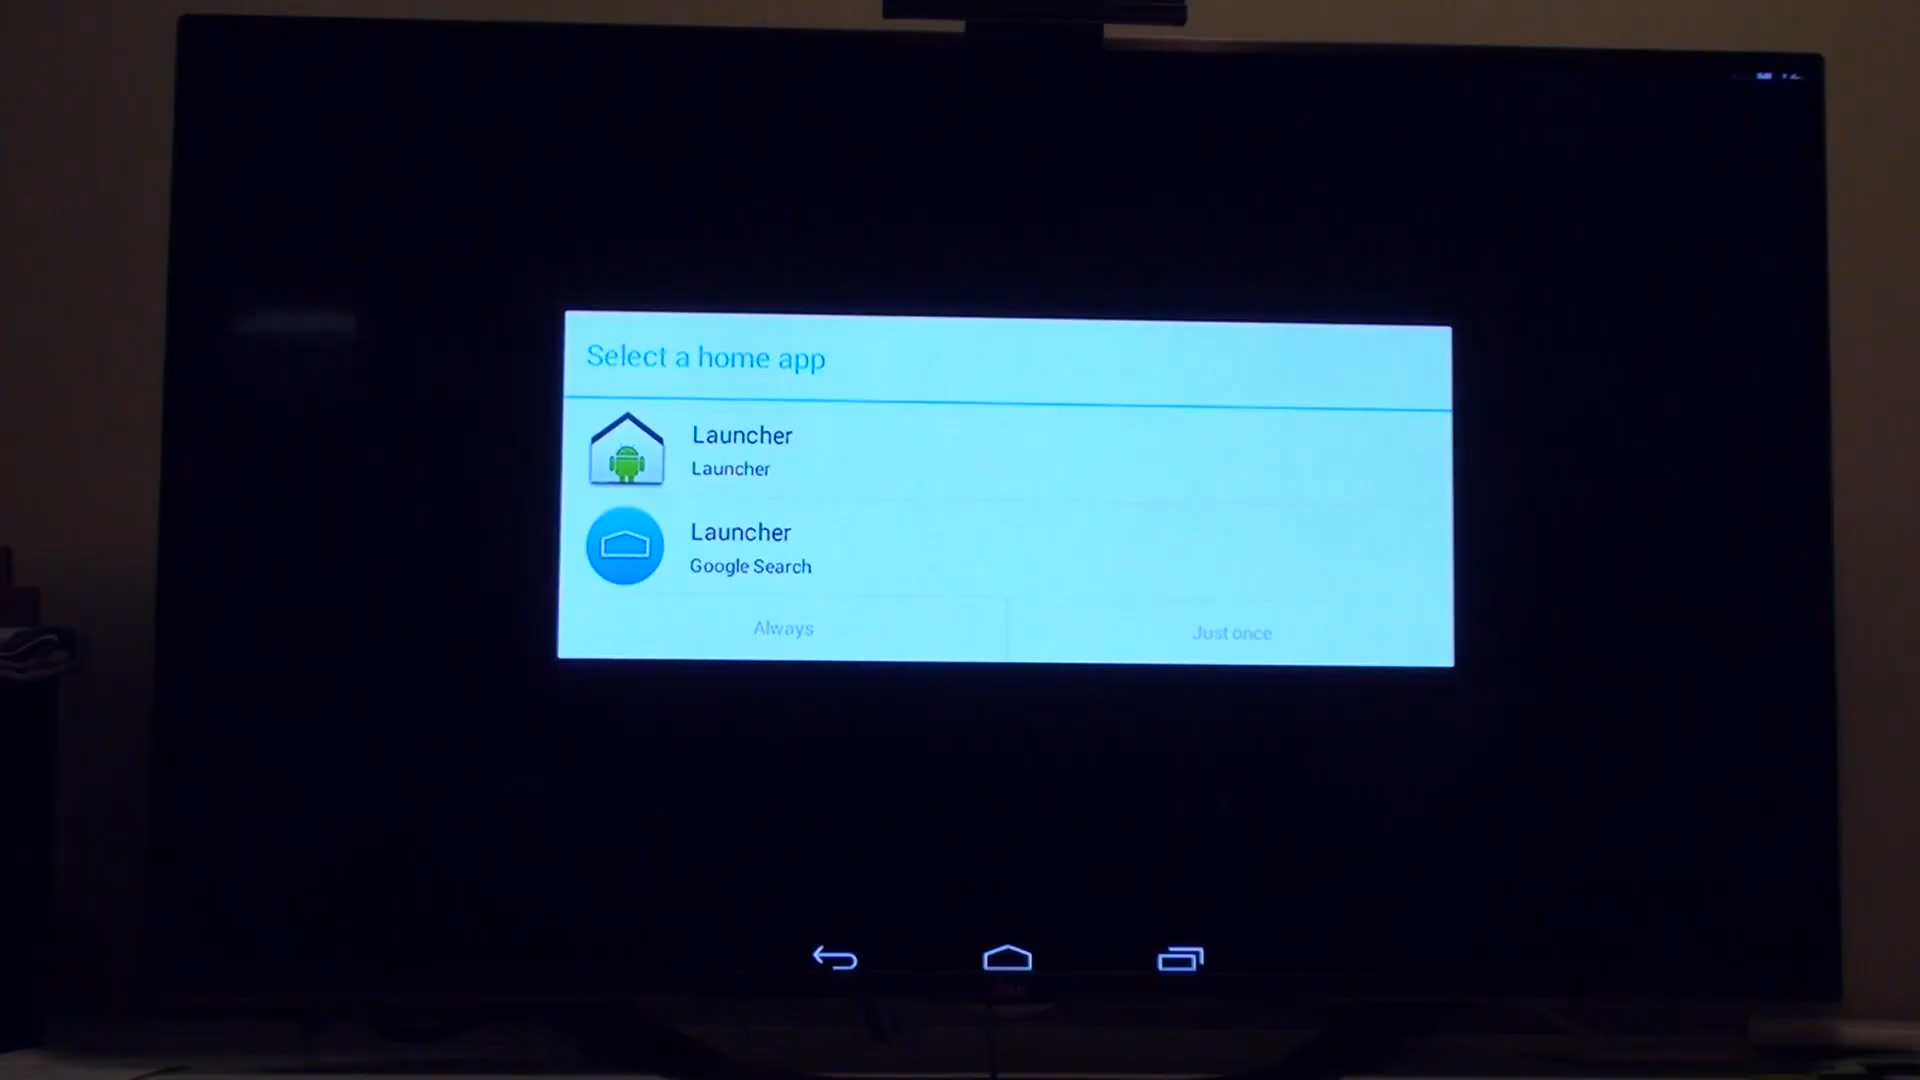 Select a home app
Launcher
Launcher
Launcher
Google Search
Always
Just once